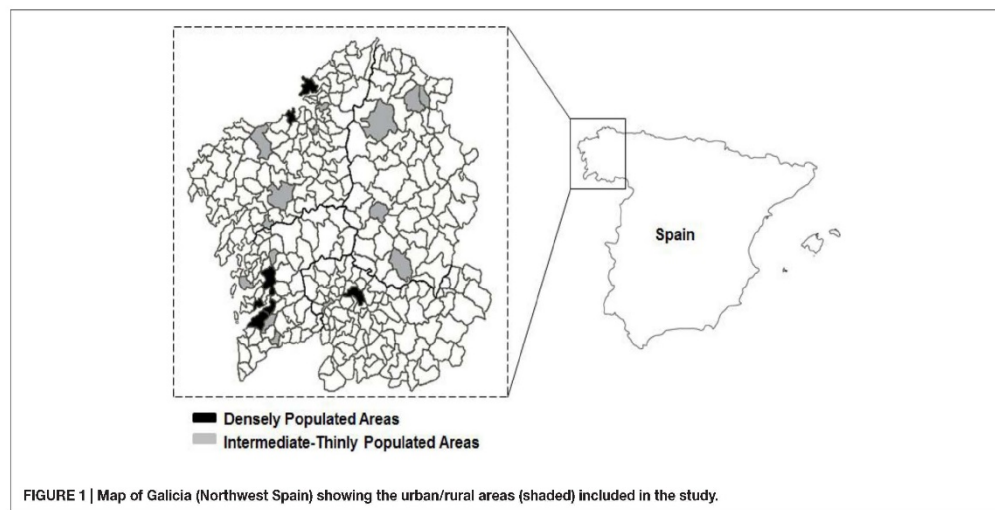 Spain
Densely Populated Areas
Intermediate-Thinly Populated Areas
FIGURE 1 | Map of Galicia (Northwest Spain) showing the urban/rural areas (shaded) included in the study.